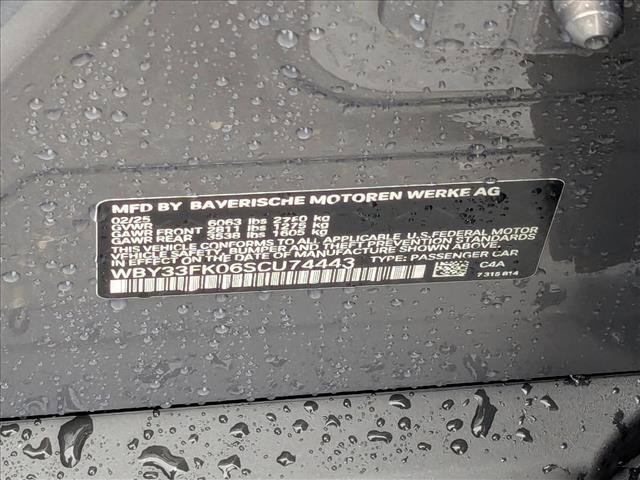 MFD BY BAYERISCHE MOTOREN WERKE AG
02/25
GVWR 6063 lbs 2750 kg
GAWR FRONT 2811 lbs 1275 kg
GAWR REAR 3538 lbs 1605 kg
THIS VEHICLE CONFORMS TO ALL APPLICABLE U.S. FEDERAL MOTOR
VEHICLE SAFETY, BUMPER, AND THEFT PREVENTION STANDARDS
IN EFFECT ON THE DATE OF MANUFACTURE SHOWN ABOVE.
WBY33FK06SCU74443 TYPE: PASSENGER CAR
C4A
7 315 814